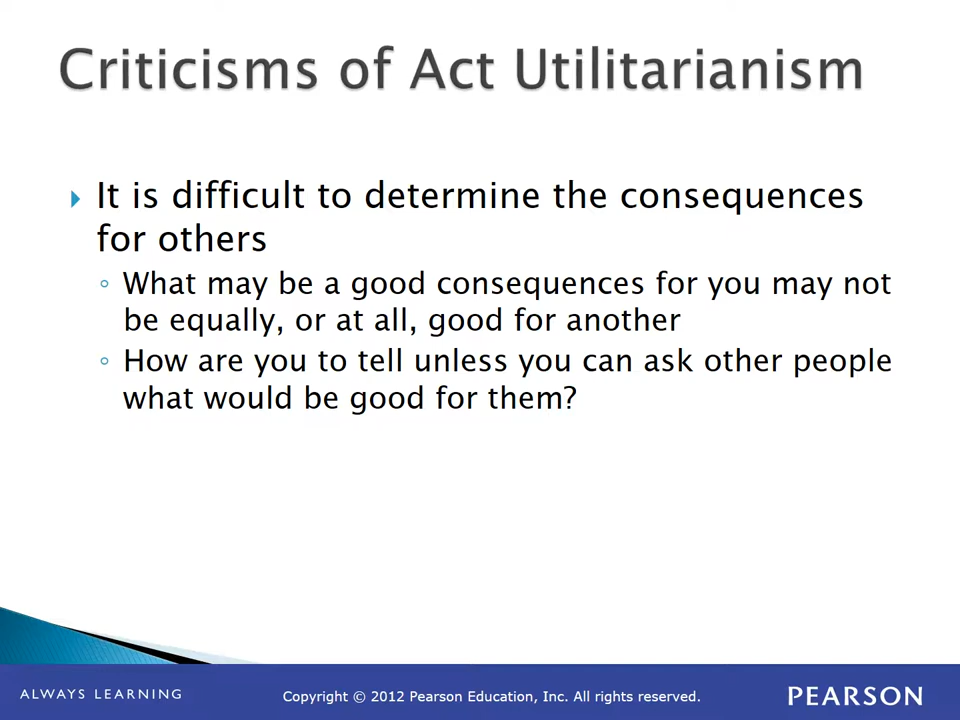 Criticisms of Act Utilitarianism
It is difficult to determine the consequences
for others
What may be a good consequences for you may not
be equally, or at all, good for another
How are you to tell unless you can ask other people
what would be good for them?
ALWAYS LEARNING
Copyright © 2012 Pearson Education, Inc. All rights reserved.
PEARSON